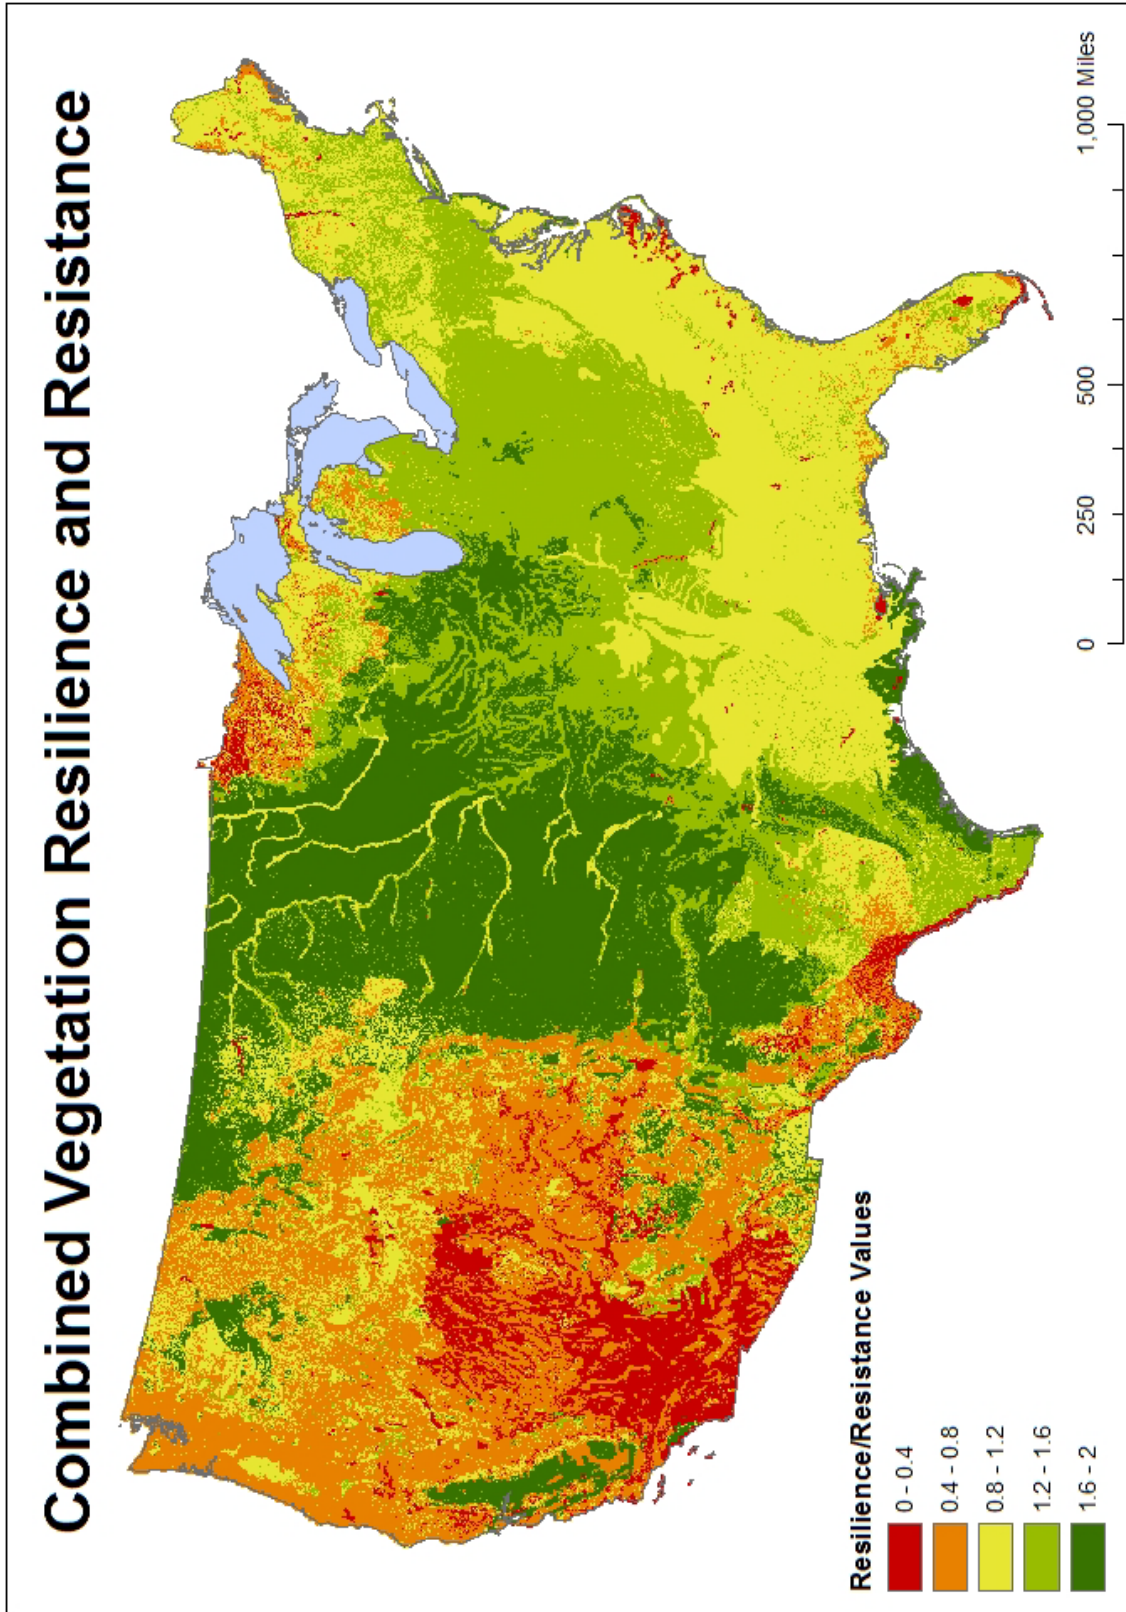 Combined Vegetation Resilience and Resistance
Resilience/Resistance Values
0 - 0.4
0.4 - 0.8
0.8 - 1.2
1.2 - 1.6
1.6 - 2
0 250 500 1,000 Miles